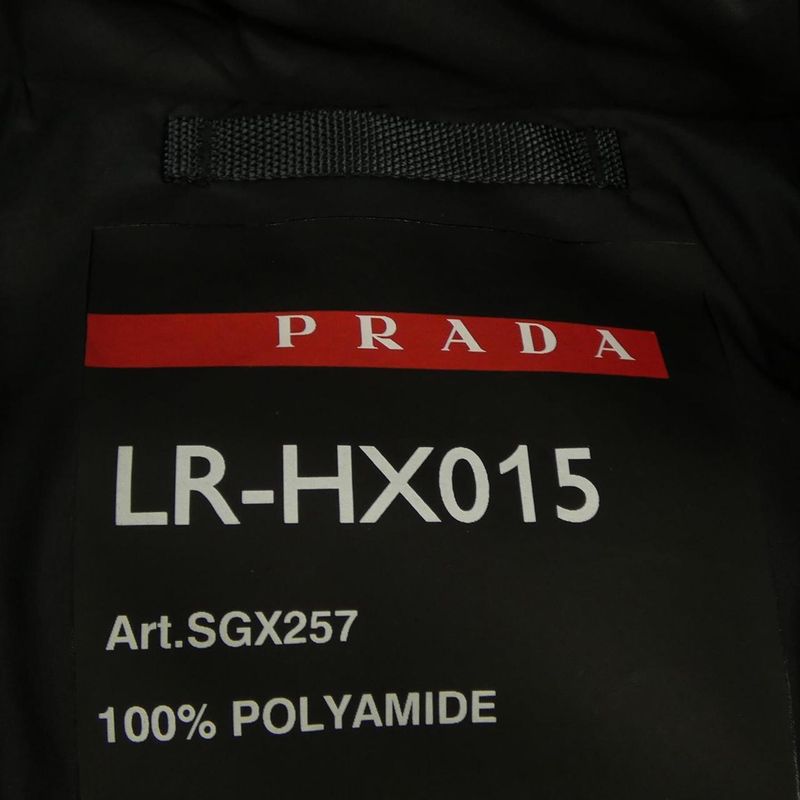 PRADA
LR-HX015
Art.SGX257
100% POLYAMIDE